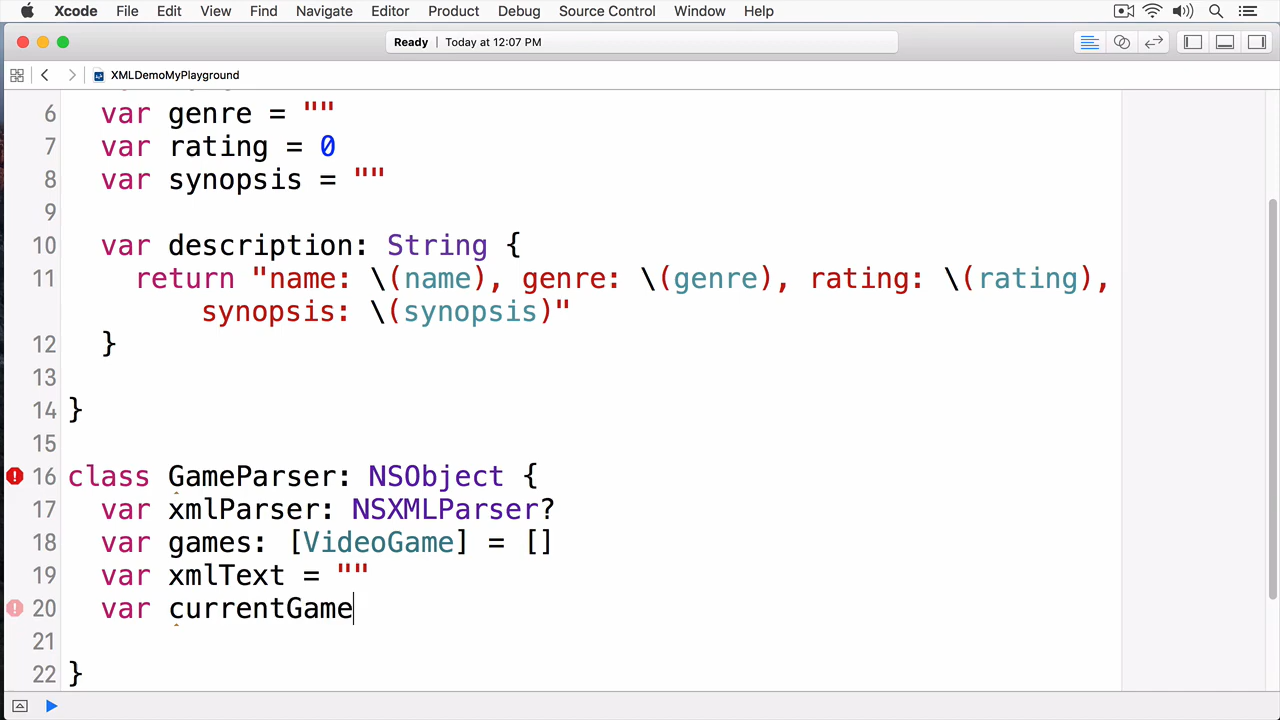 Xcode File Edit View Find Navigate Editor Product Debug Source Control Window Help
Ready | Today at 12:07 PM
XMLDemoMyPlayground
6 var genre = ""
7 var rating = 0
8 var synopsis = ""
9
10 var description: String {
11 return "name: \(name), genre: \(genre), rating: \(rating),
synopsis: \(synopsis)"
12 }
13
14 }
15
16 class GameParser: NSObject {
17 var xmlParser: NSXMLParser?
18 var games: [VideoGame] = []
19 var xmlText = ""
20 var currentGame
21
22 }